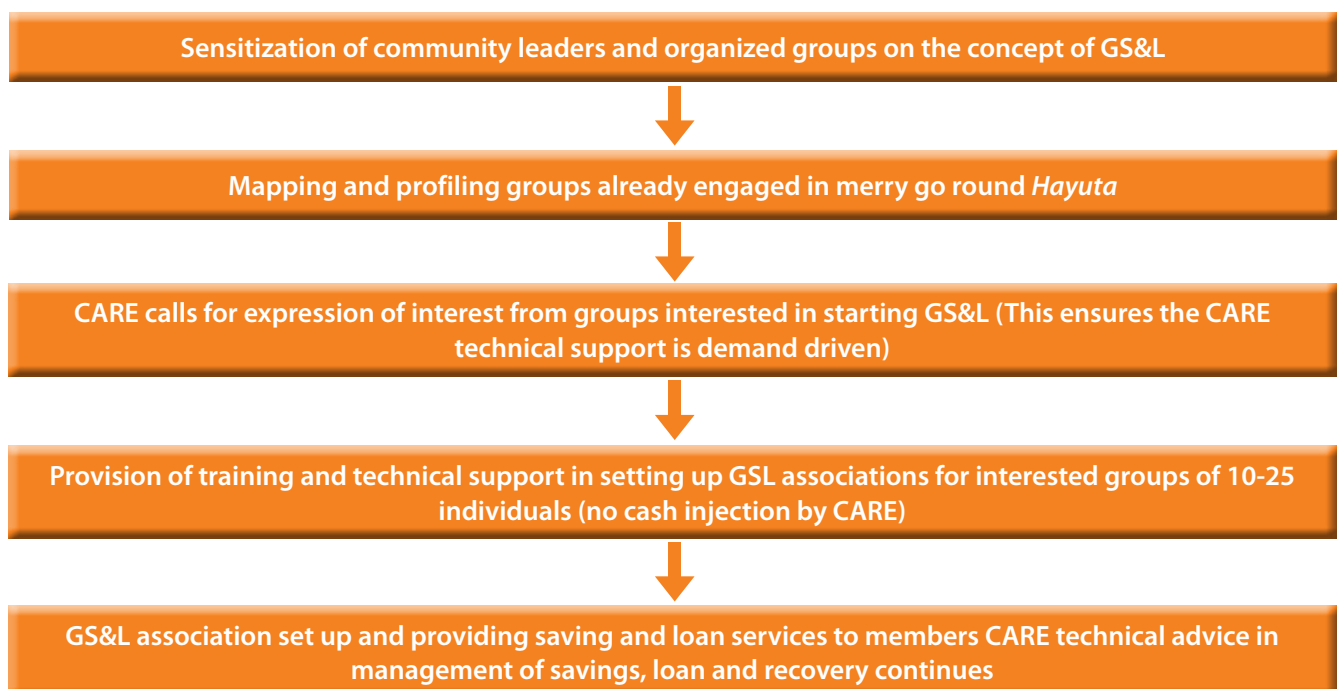 Sensitization of community leaders and organized groups on the concept of GS&L
Mapping and profiling groups already engaged in merry go round Hayuta
CARE calls for expression of interest from groups interested in starting GS&L (This ensures the CARE
technical support is demand driven)
Provision of training and technical support in setting up GSL associations for interested groups of 10-25
individuals (no cash injection by CARE)
GS&L association set up and providing saving and loan services to members CARE technical advice in
management of savings, loan and recovery continues